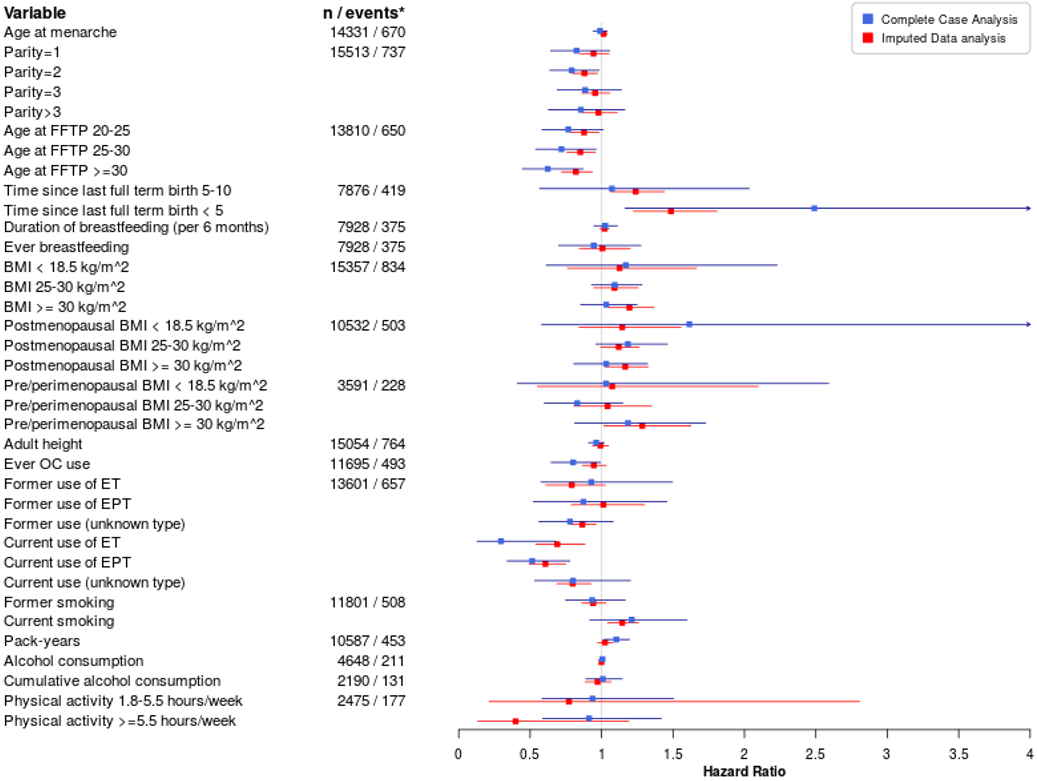 Variable n / events*
Complete Case Analysis
Imputed Data analysis
Age at menarche 14331 / 670
Parity=1 15513 / 737
Parity=2
Parity=3
Parity>3
Age at FFTP 20-25 13810 / 650
Age at FFTP 25-30
Age at FFTP >=30
Time since last full term birth 5-10 7876 / 419
Time since last full term birth < 5
Duration of breastfeeding (per 6 months) 7928 / 375
Ever breastfeeding 7928 / 375
BMI < 18.5 kg/m^2 15357 / 834
BMI 25-30 kg/m^2
BMI >= 30 kg/m^2
Postmenopausal BMI < 18.5 kg/m^2 10532 / 503
Postmenopausal BMI 25-30 kg/m^2
Postmenopausal BMI >= 30 kg/m^2
Pre/perimenopausal BMI < 18.5 kg/m^2 3591 / 228
Pre/perimenopausal BMI 25-30 kg/m^2
Pre/perimenopausal BMI >= 30 kg/m^2
Adult height 15054 / 764
Ever OC use 11695 / 493
Former use of ET 13601 / 657
Former use of EPT
Former use (unknown type)
Current use of ET
Current use of EPT
Current use (unknown type)
Former smoking 11801 / 508
Current smoking
Pack-years 10587 / 453
Alcohol consumption 4648 / 211
Cumulative alcohol consumption 2190 / 131
Physical activity 1.8-5.5 hours/week 2475 / 177
Physical activity >=5.5 hours/week
0 0.5 1 1.5 2 2.5 3 3.5 4
Hazard Ratio